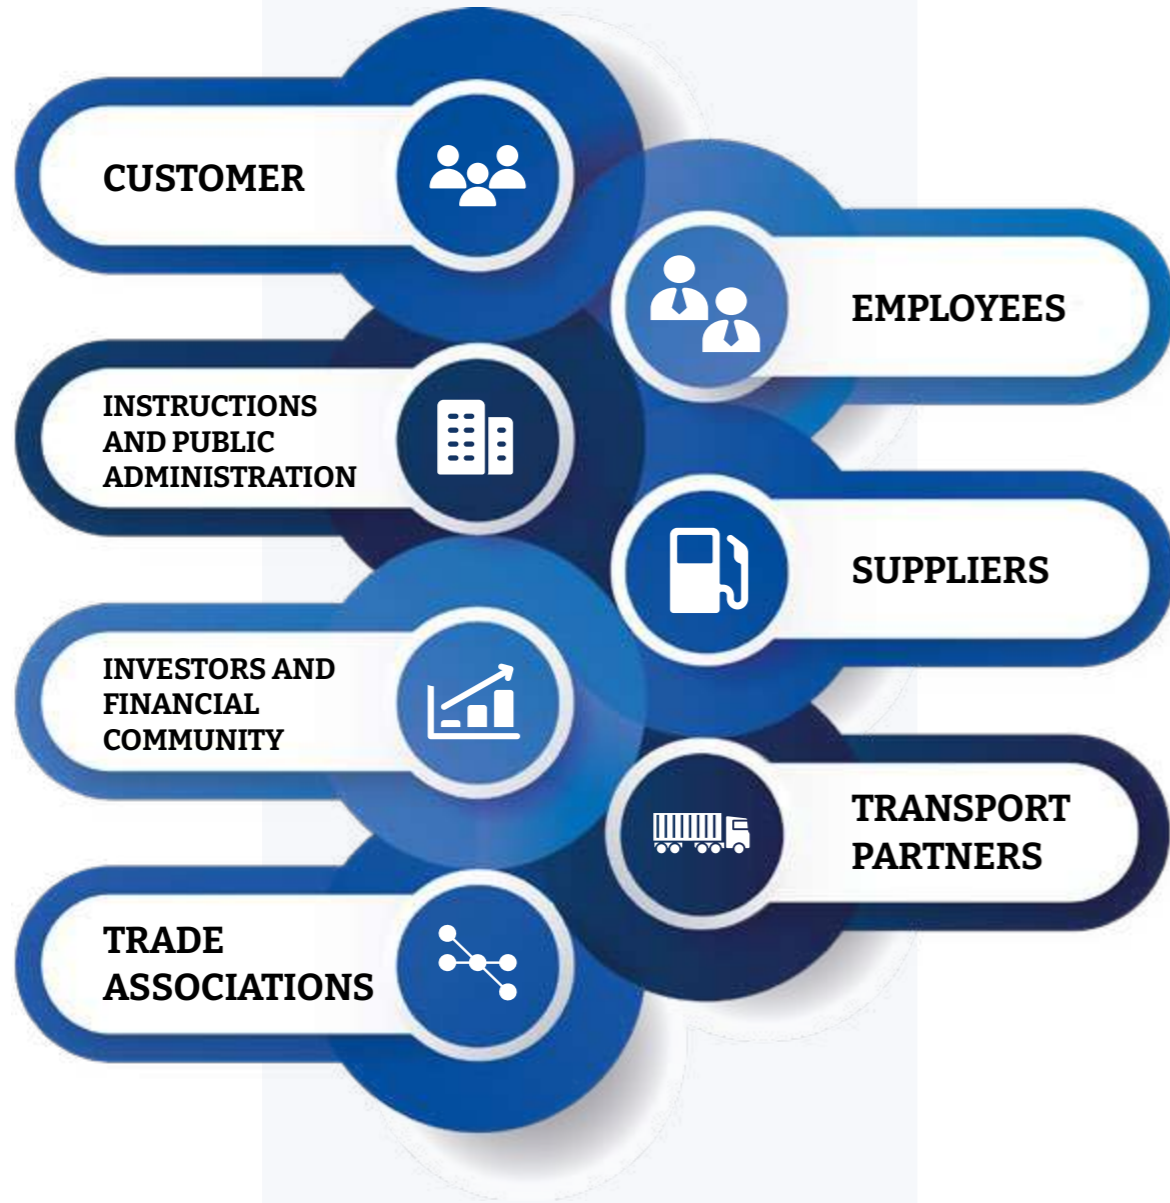 CUSTOMER
EMPLOYEES
INSTRUCTIONS
AND PUBLIC
ADMINISTRATION
SUPPLIERS
INVESTORS AND
FINANCIAL
COMMUNITY
TRANSPORT
PARTNERS
TRADE
ASSOCIATIONS